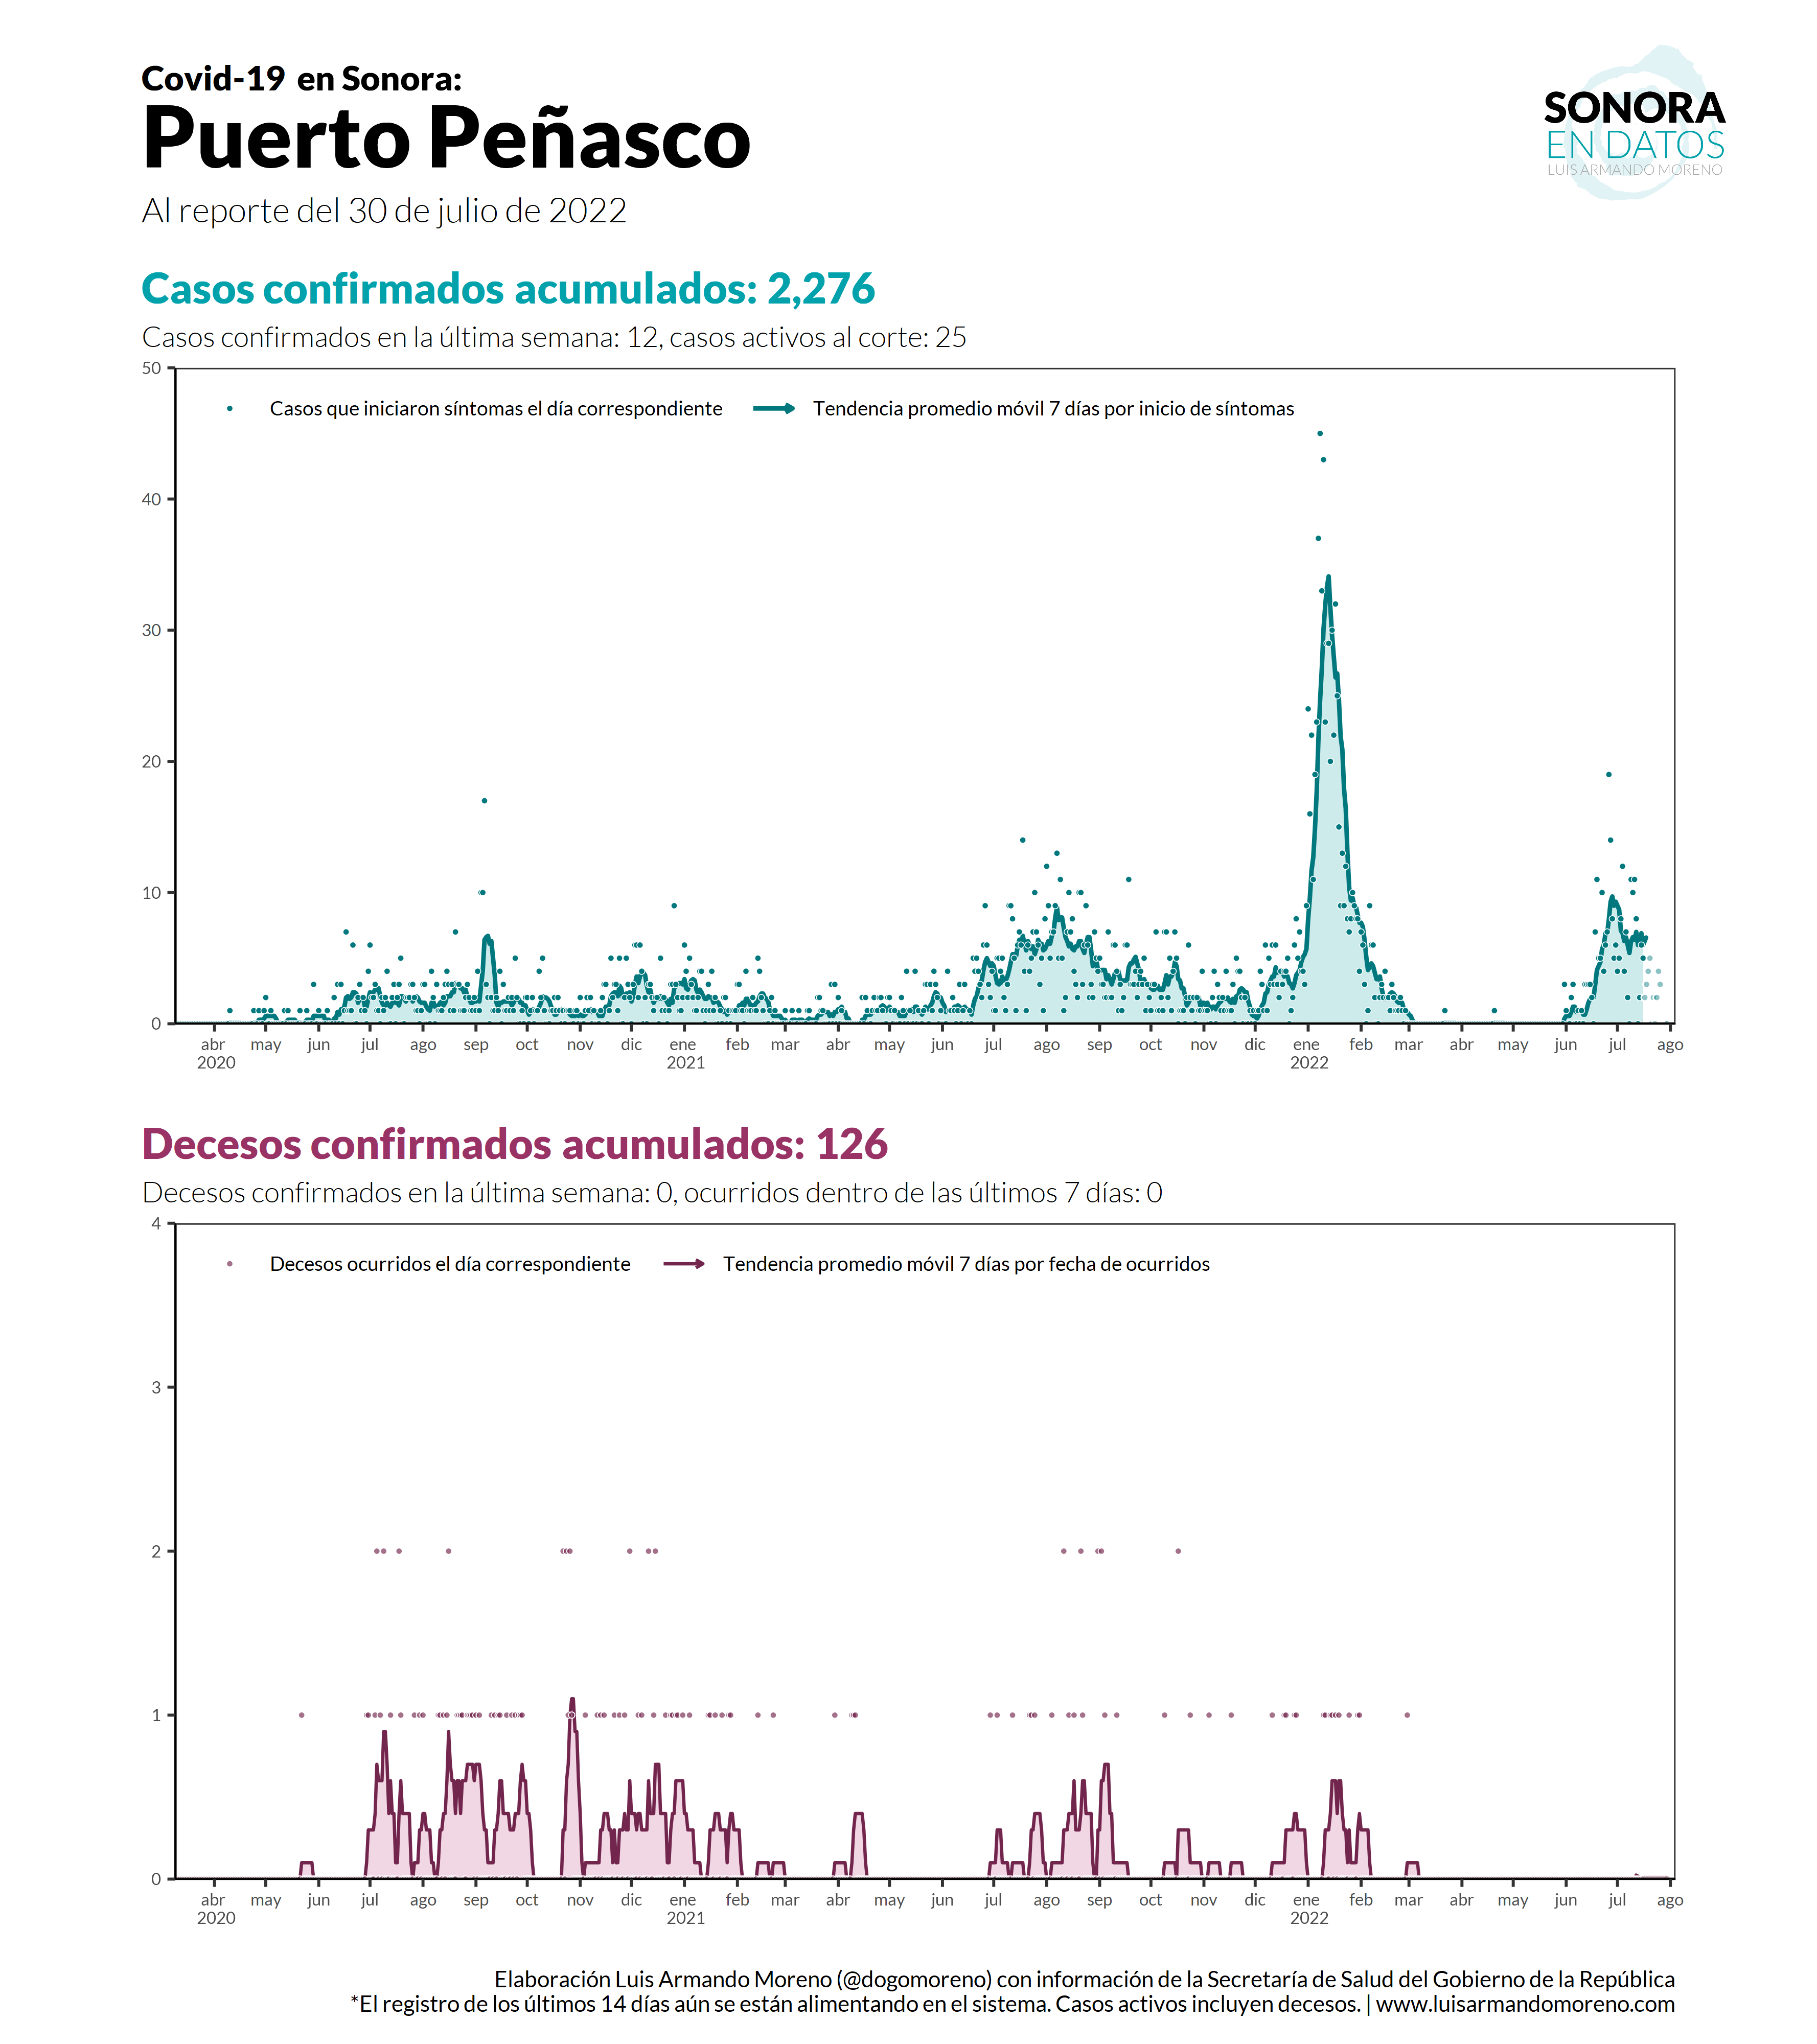 Covid-19 en Sonora:
Puerto Peñasco
Al reporte del 30 de julio de 2022
SONORA
EN DATOS
LUIS ARMANDO MORENO
Casos confirmados acumulados: 2,276
Casos confirmados en la última semana: 12, casos activos al corte: 25
50
Casos que iniciaron síntomas el día correspondiente
Tendencia promedio móvil 7 días por inicio de síntomas
40
30
20
10
0
abr may jun jul ago sep oct nov dic ene feb mar abr may jun jul ago sep oct nov dic ene feb mar abr may jun jul ago
2020 2021 2022
Decesos confirmados acumulados: 126
Decesos confirmados en la última semana: 0, ocurridos dentro de las últimos 7 días: 0
4
Decesos ocurridos el día correspondiente
Tendencia promedio móvil 7 días por fecha de ocurridos
3
2
1
0
abr may jun jul ago sep oct nov dic ene feb mar abr may jun jul ago sep oct nov dic ene feb mar abr may jun jul ago
2020 2021 2022
Elaboración Luis Armando Moreno (@dogomoreno) con información de la Secretaría de Salud del Gobierno de la República
*El registro de los últimos 14 días aún se están alimentando en el sistema. Casos activos incluyen decesos. | www.luisarmandomoreno.com